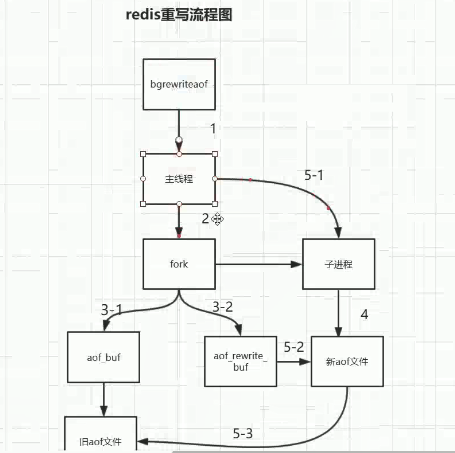 redis重写流程图
bgrewriteaof
1
主线程
5-1
2
fork
子进程
3-1
3-2
4
aof_buf
aof_rewrite_
buf
5-2
新aof文件
旧aof文件
5-3